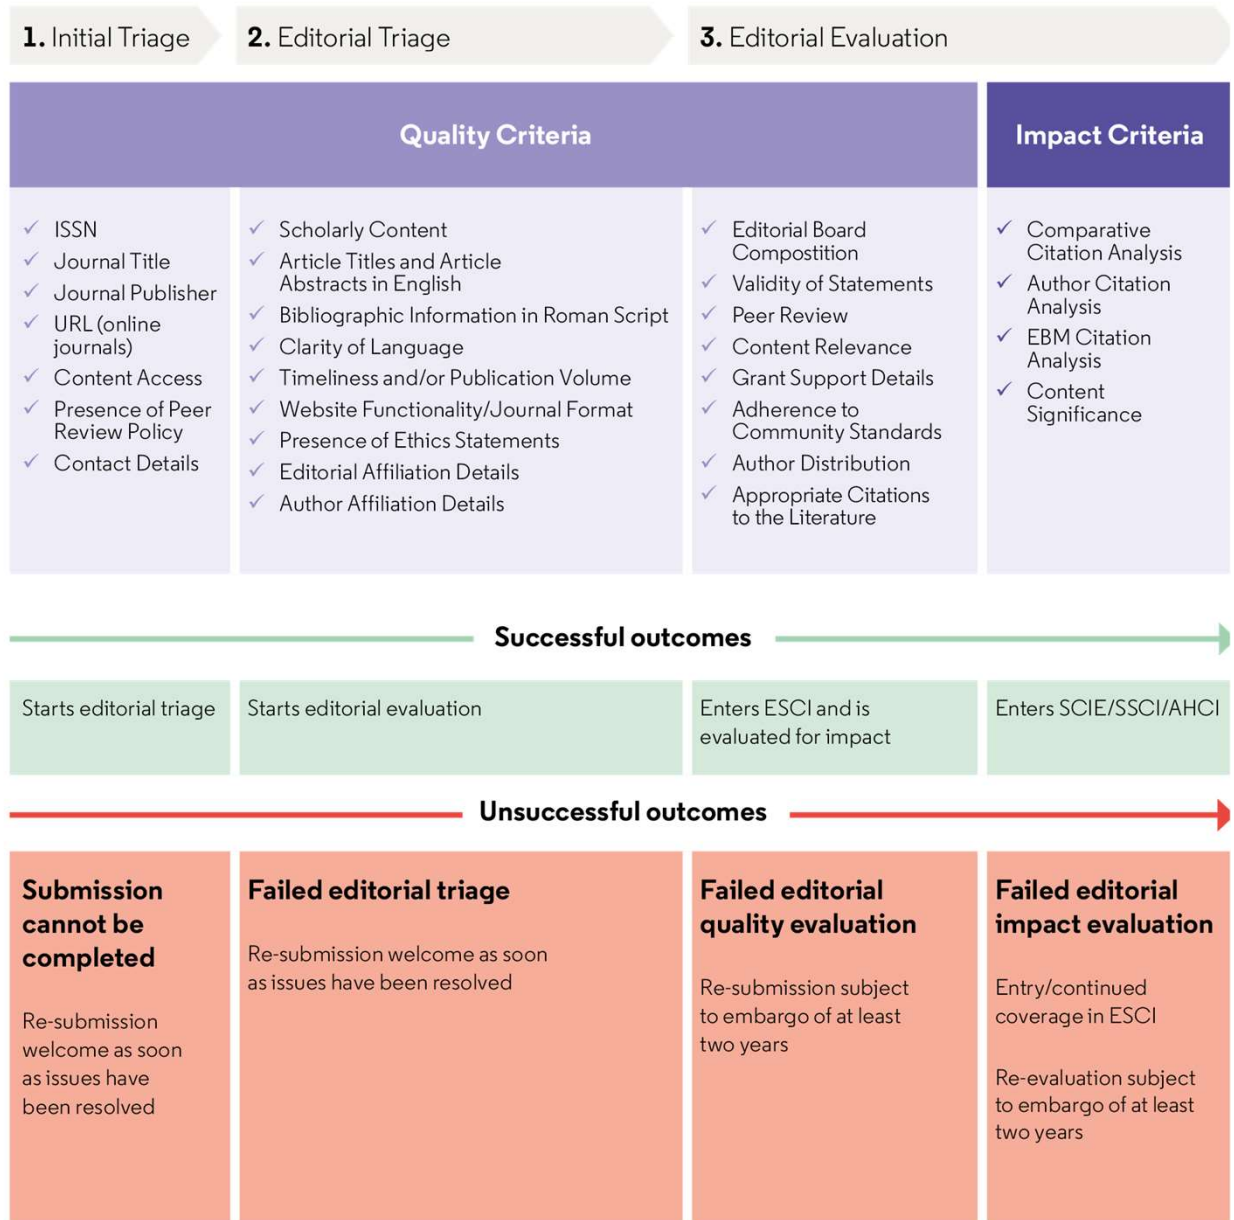 1. Initial Triage
2. Editorial Triage
3. Editorial Evaluation
Quality Criteria
Impact Criteria
✓ ISSN
✓ Journal Title
✓ Journal Publisher
✓ URL (online
journals)
✓ Content Access
✓ Presence of Peer
Review Policy
✓ Contact Details
✓ Scholarly Content
✓ Article Titles and Article
Abstracts in English
✓ Bibliographic Information in Roman Script
✓ Clarity of Language
✓ Timeliness and/or Publication Volume
✓ Website Functionality/Journal Format
✓ Presence of Ethics Statements
✓ Editorial Affiliation Details
✓ Author Affiliation Details
✓ Editorial Board
Compostition
✓ Validity of Statements
✓ Peer Review
✓ Content Relevance
✓ Grant Support Details
✓ Adherence to
Community Standards
✓ Author Distribution
✓ Appropriate Citations
to the Literature
✓ Comparative
Citation Analysis
✓ Author Citation
Analysis
✓ EBM Citation
Analysis
✓ Content
Significance
Successful outcomes
Starts editorial triage
Starts editorial evaluation
Enters ESCI and is
evaluated for impact
Enters SCIE/SSCI/AHCI
Unsuccessful outcomes
Submission
cannot be
completed
Re-submission
welcome as soon
as issues have
been resolved
Failed editorial triage
Re-submission welcome as soon
as issues have been resolved
Failed editorial
quality evaluation
Re-submission subject
to embargo of at least
two years
Failed editorial
impact evaluation
Entry/continued
coverage in ESCI
Re-evaluation subject
to embargo of at least
two years